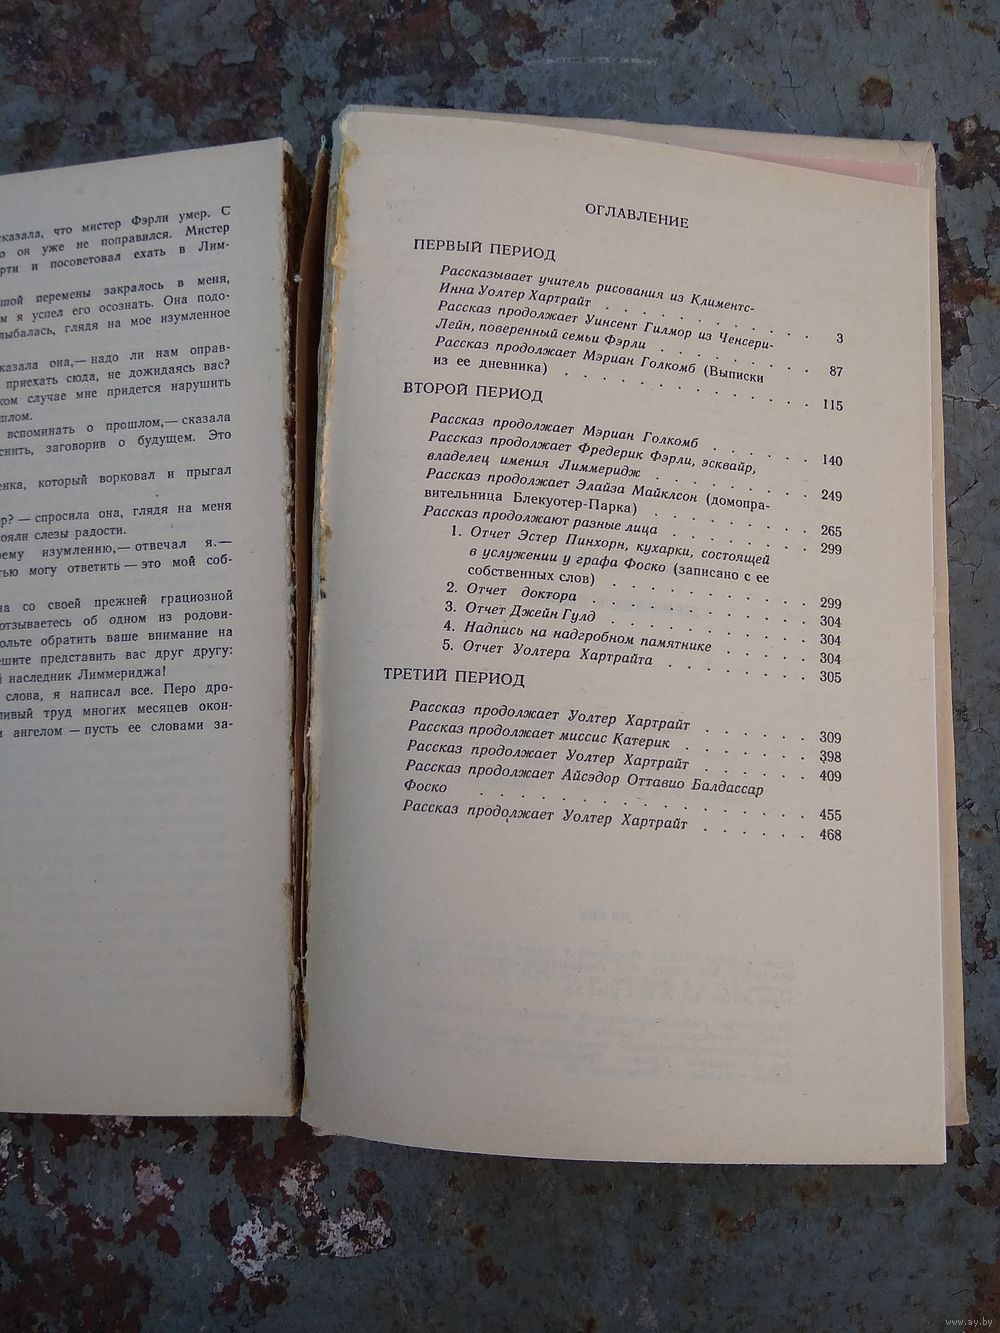 сказала, что мистер Фэрли умер. С
он уже не поправился. Мистер
и посоветовал ехать в Лим-
перемены закралось в меня,
я успел его осознать. Она подо-
глядя на мое изумленное
сказала она,— надо ли нам оправ-
приехать сюда, не дожидаясь вас?
случае мне придется нарушить
вспоминать о прошлом,— сказала
заговорив о будущем. Это
который ворковал и прыгал
— спросила она, глядя на меня
слезы радости.
изумлению,— отвечал я.—
могу ответить — это мой соб-
со своей прежней грациозной
отзываетесь об одном из родови-
обратить ваше внимание на
представить вас друг другу:
наследник Лиммериджа!
слова, я написал все. Перо дро-
труд многих месяцев окон-
ангелом — пусть ее словами за-
ОГЛАВЛЕНИЕ
ПЕРВЫЙ ПЕРИОД
Рассказывает учитель рисования из Климентс-
Инна Уолтер Хартрайт . . . . . . . . . . 3
Рассказ продолжает Уинсент Гилмор из Ченсери-
Лейн, поверенный семьи Фэрли . . . . . . . 87
Рассказ продолжает Мэриан Голкомб (Выписки
из ее дневника) . . . . . . . . . . . 115
ВТОРОЙ ПЕРИОД
Рассказ продолжает Мэриан Голкомб . . . . . 140
Рассказ продолжает Фредерик Фэрли, эсквайр,
владелец имения Лиммеридж . . . . . . . 249
Рассказ продолжает Элайза Майклсон (домопра-
вительница Блекуотер-Парка) . . . . . . . 265
Рассказ продолжают разные лица . . . . . . 299
1. Отчет Эстер Пинхорн, кухарки, состоящей
в услужении у графа Фоско (записано с ее
собственных слов) . . . . . . . . . 299
2. Отчет доктора . . . . . . . . . 304
3. Отчет Джейн Гулд . . . . . . . . 304
4. Надпись на надгробном памятнике . . . . 304
5. Отчет Уолтера Хартрайта . . . . . . 305
ТРЕТИЙ ПЕРИОД
Рассказ продолжает Уолтер Хартрайт . . . . . 309
Рассказ продолжает миссис Катерик . . . . . 398
Рассказ продолжает Уолтер Хартрайт . . . . . 409
Рассказ продолжает Айсэдор Оттавио Балдассар
Фоско . . . . . . . . . . . . . 455
Рассказ продолжает Уолтер Хартрайт . . . . . 468
www.ay.by